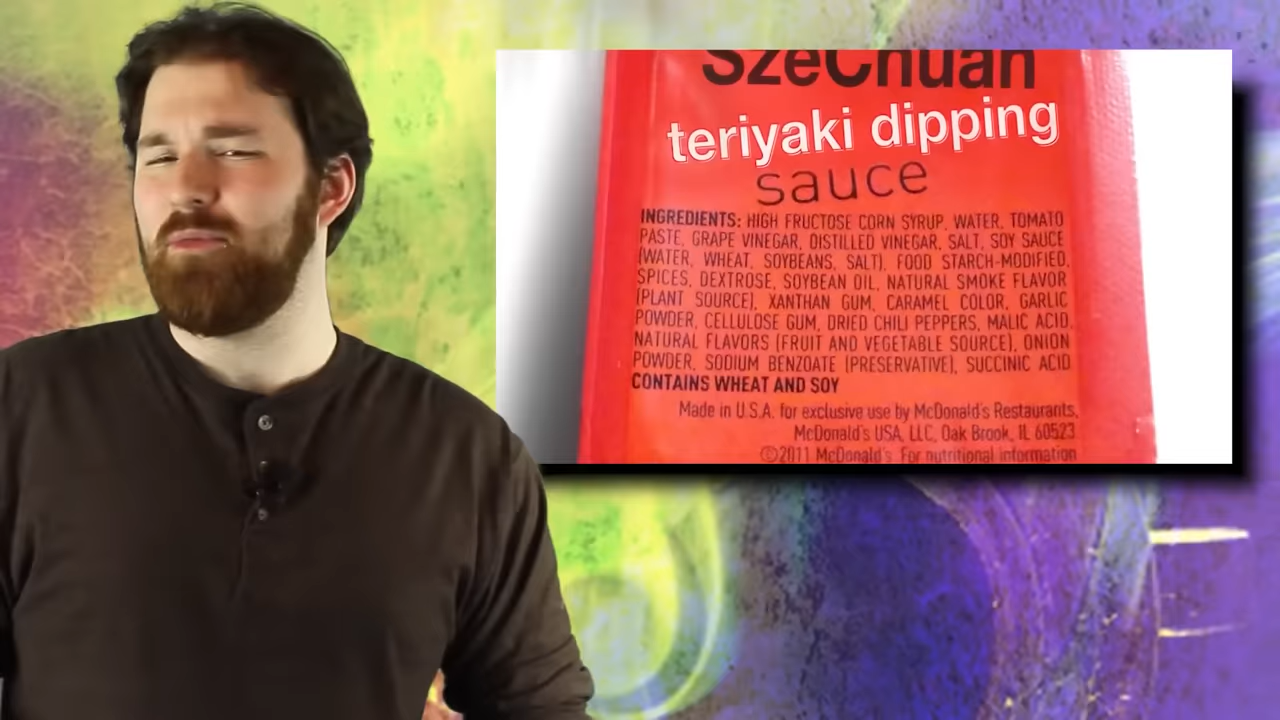 SzeChuan
teriyaki dipping
sauce
INGREDIENTS: HIGH FRUCTOSE CORN SYRUP, WATER, TOMATO
PASTE, GRAPE VINEGAR, DISTILLED VINEGAR, SALT, SOY SAUCE
(WATER, WHEAT, SOYBEANS, SALT), FOOD STARCH-MODIFIED,
SPICES, DEXTROSE, SOYBEAN OIL, NATURAL SMOKE FLAVOR
(PLANT SOURCE), XANTHAN GUM, CARAMEL COLOR, GARLIC
POWDER, CELLULOSE GUM, DRIED CHILI PEPPERS, MALIC ACID,
NATURAL FLAVORS (FRUIT AND VEGETABLE SOURCE), ONION
POWDER, SODIUM BENZOATE (PRESERVATIVE), SUCCINIC ACID
CONTAINS WHEAT AND SOY
Made in U.S.A. for exclusive use by McDonald's Restaurants,
McDonald's USA, LLC, Oak Brook, IL 60523
©2011 McDonald's For nutritional information